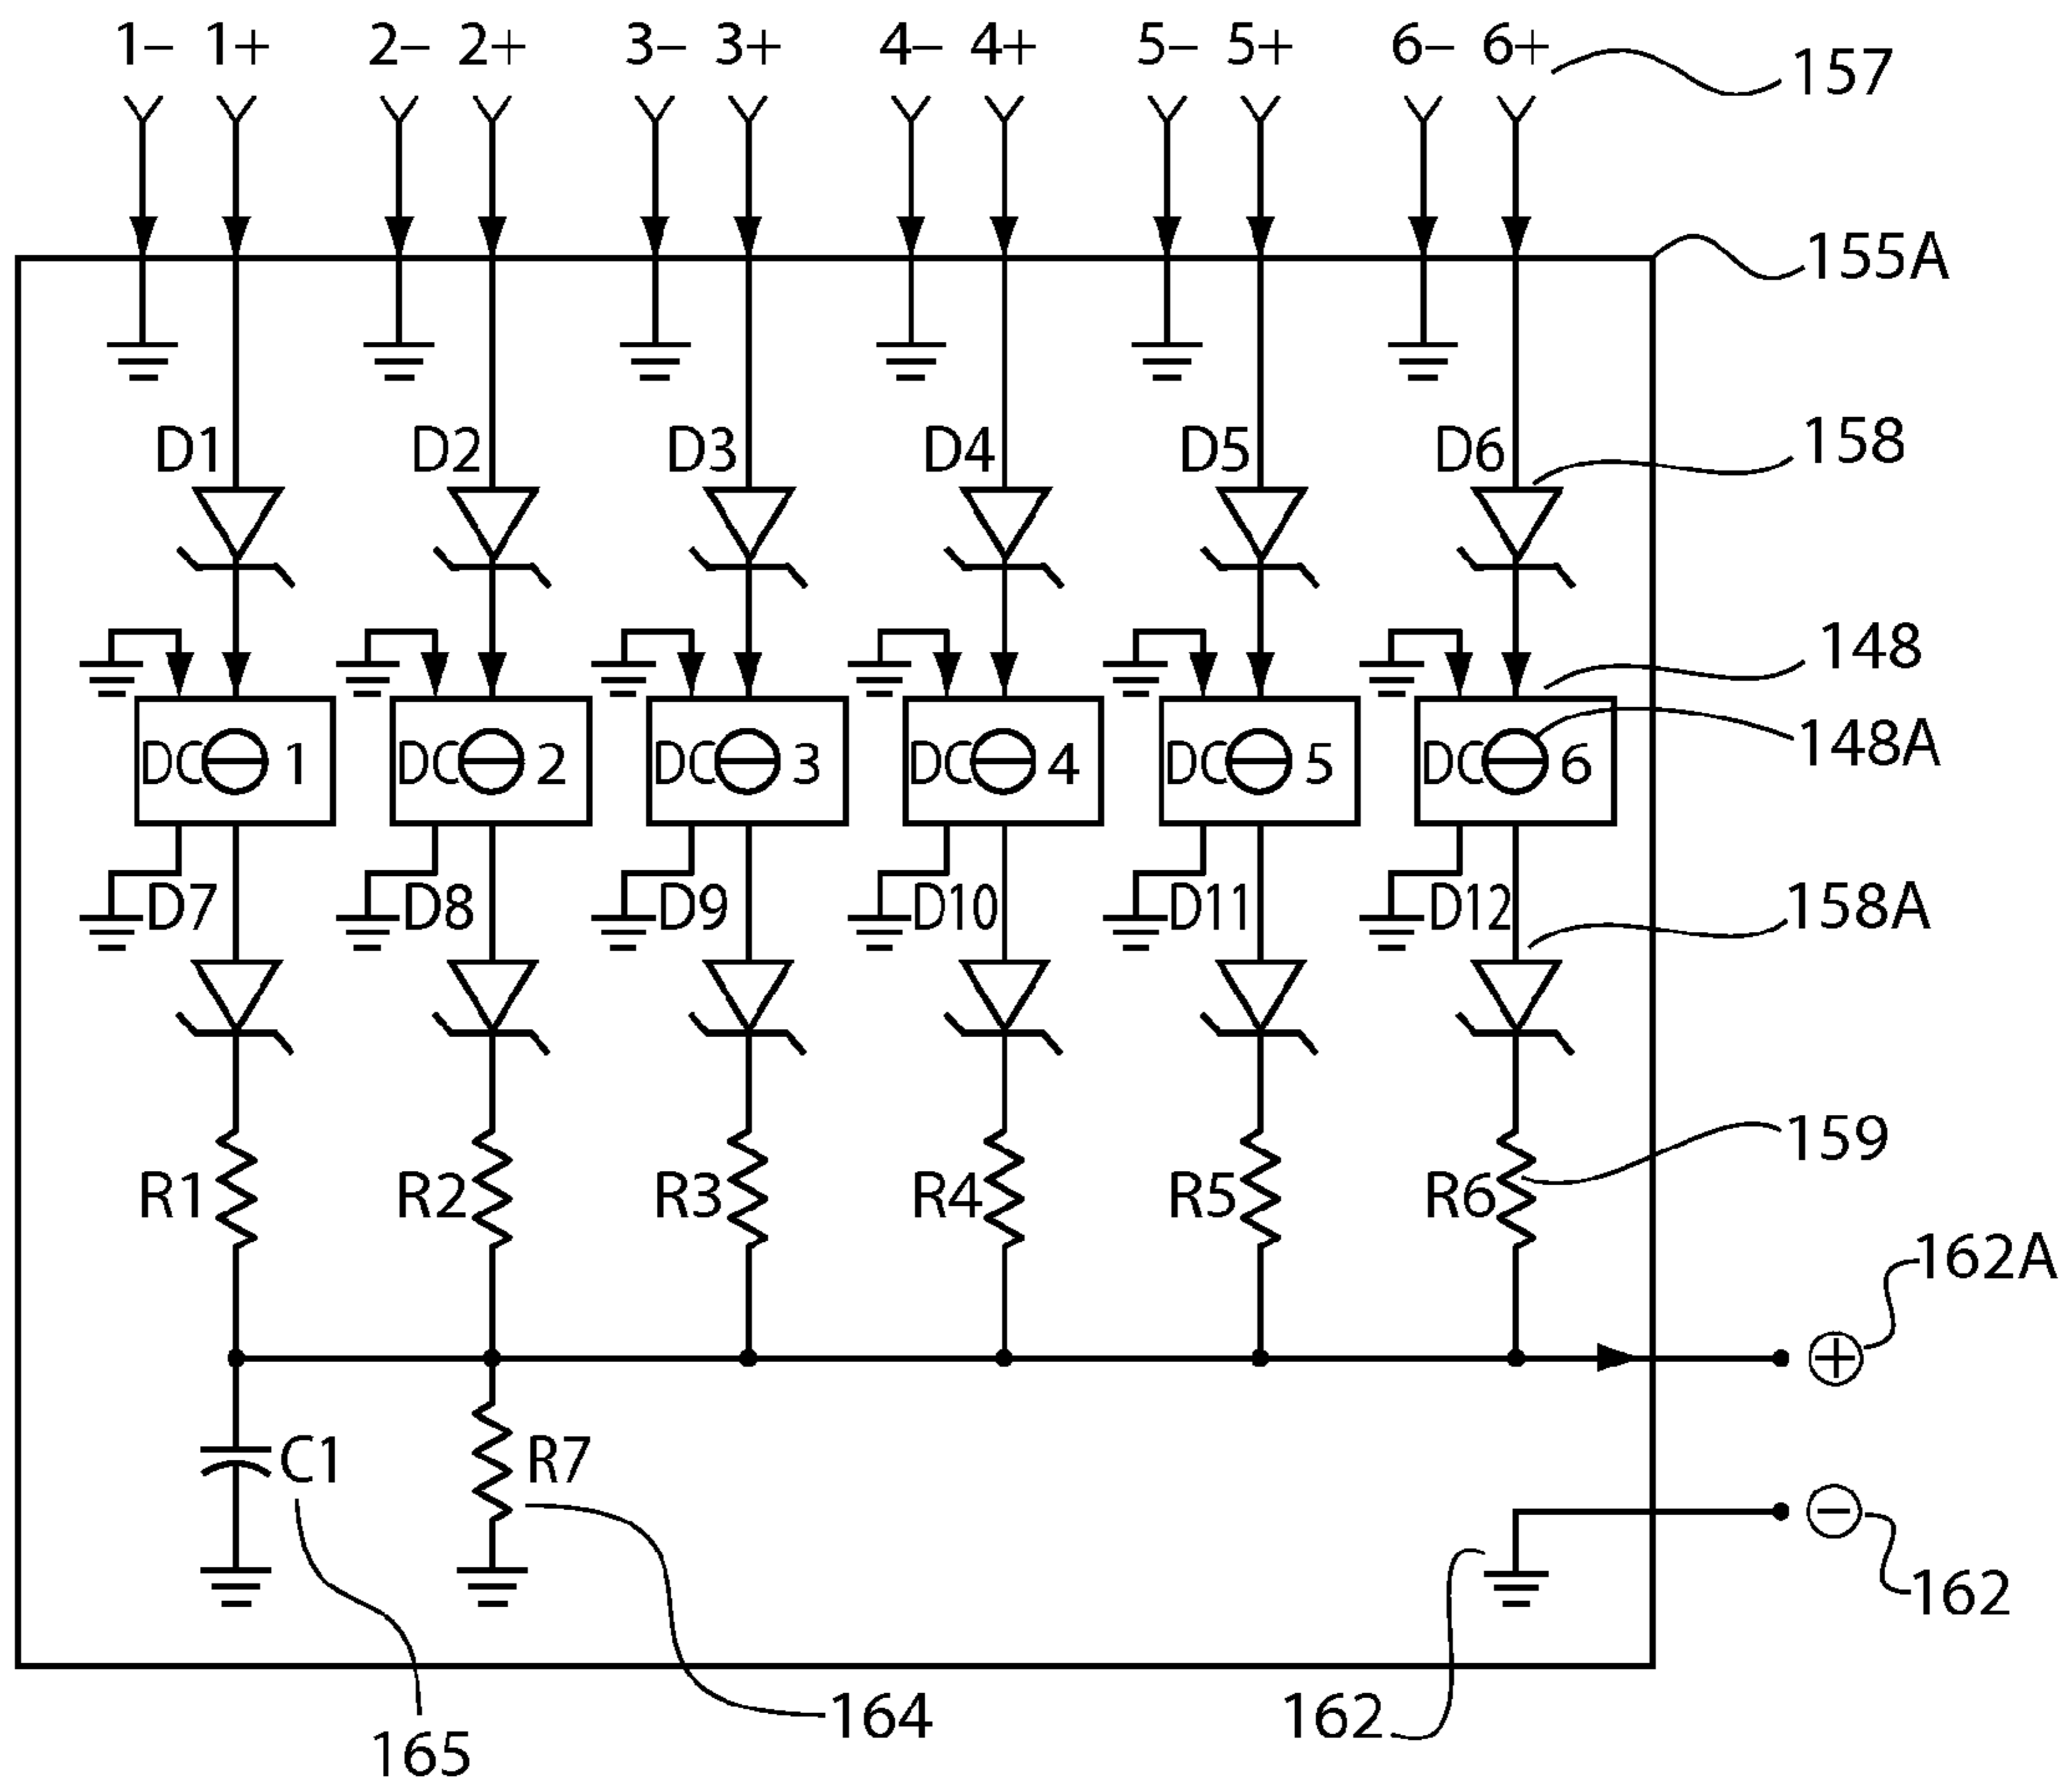 1– 1+ 2– 2+ 3– 3+ 4– 4+ 5– 5+ 6– 6+ 157
155A
D1 D2 D3 D4 D5 D6 158
148
148A
DC 1 DC 2 DC 3 DC 4 DC 5 DC 6
D7 D8 D9 D10 D11 D12 158A
159
R1 R2 R3 R4 R5 R6
162A
+
C1 R7
–
162
164 162
165